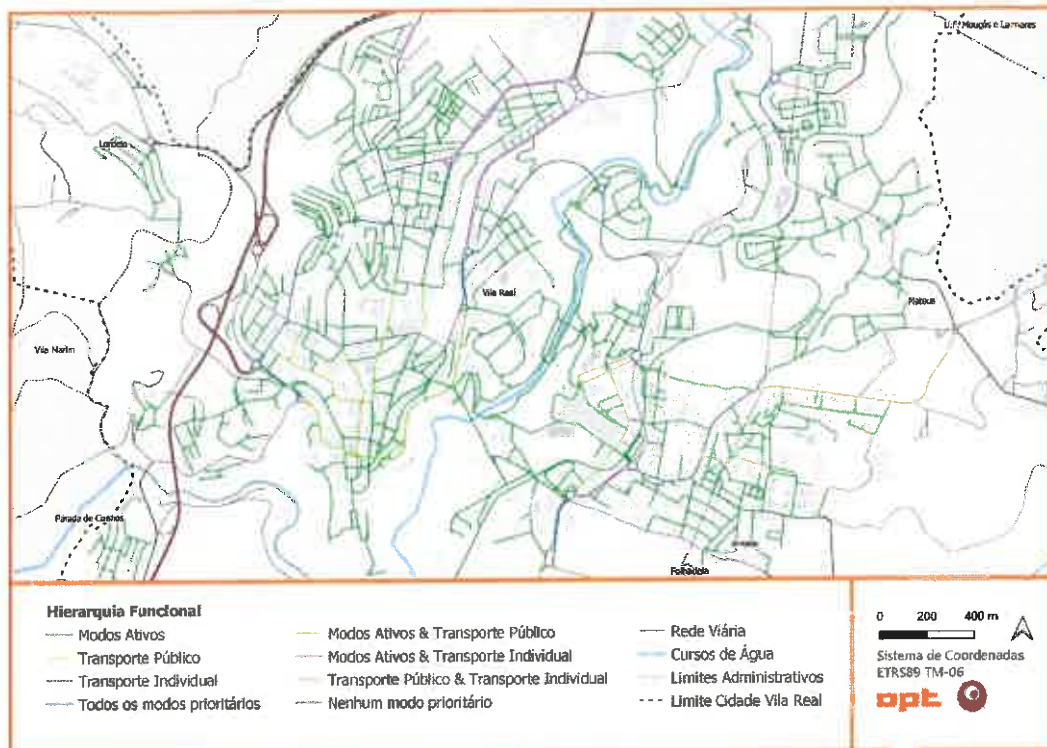 U.F. Mouçós e Lamares
Lordelo
Vila Real
Mateus
Vila Marim
Parada de Cunhos
Folhadela
Hierarquia Funcional
Modos Ativos
Transporte Público
Transporte Individual
Todos os modos prioritários
Modos Ativos & Transporte Público
Modos Ativos & Transporte Individual
Transporte Público & Transporte Individual
Nenhum modo prioritário
Rede Viária
Cursos de Água
Limites Administrativos
Limite Cidade Vila Real
0 200 400 m
Sistema de Coordenadas
ETRS89 TM-06
opt